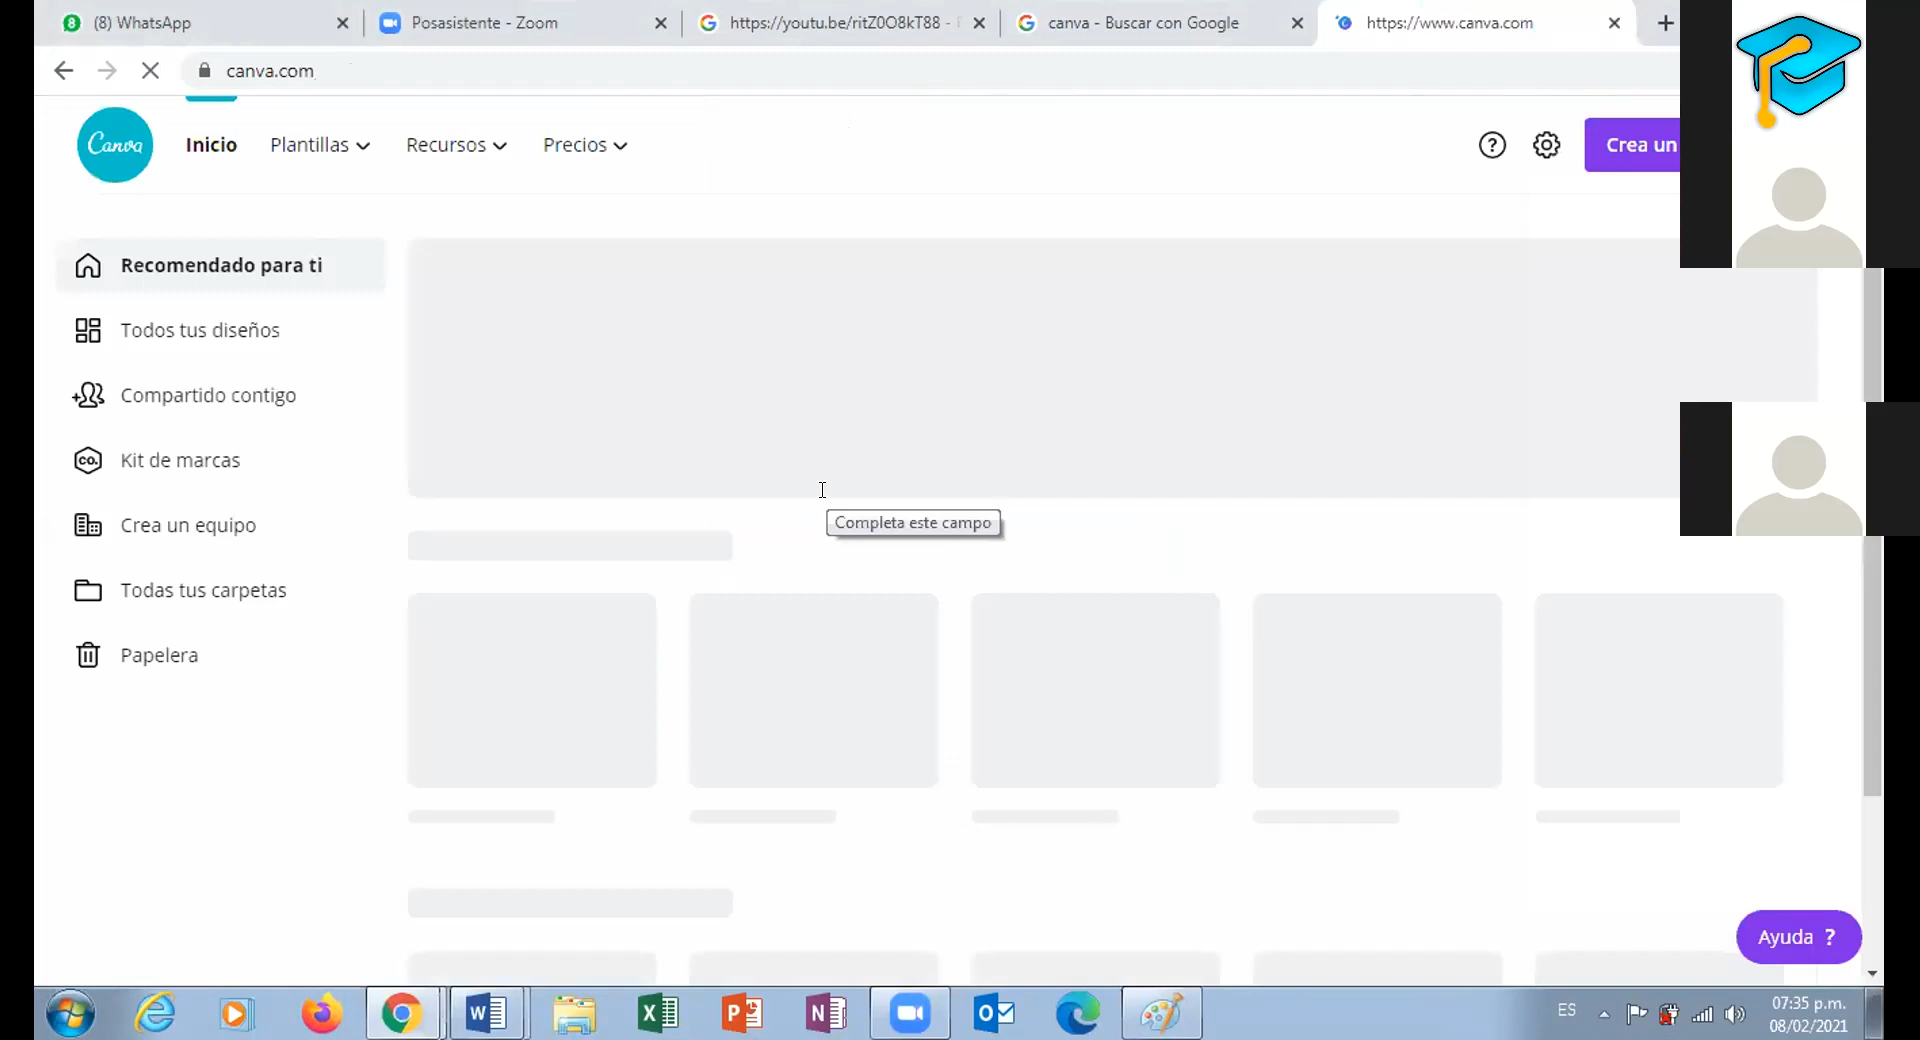 (8) WhatsApp
Posasistente - Zoom
https://youtu.be/ritZ0O8kT88 -
canva - Buscar con Google
https://www.canva.com
canva.com
Canva
Inicio
Plantillas
Recursos
Precios
Crea un
Recomendado para ti
Todos tus diseños
Compartido contigo
CO.
Kit de marcas
Crea un equipo
Todas tus carpetas
Papelera
Completa este campo
Ayuda ?
ES
07:35 p.m.
08/02/2021